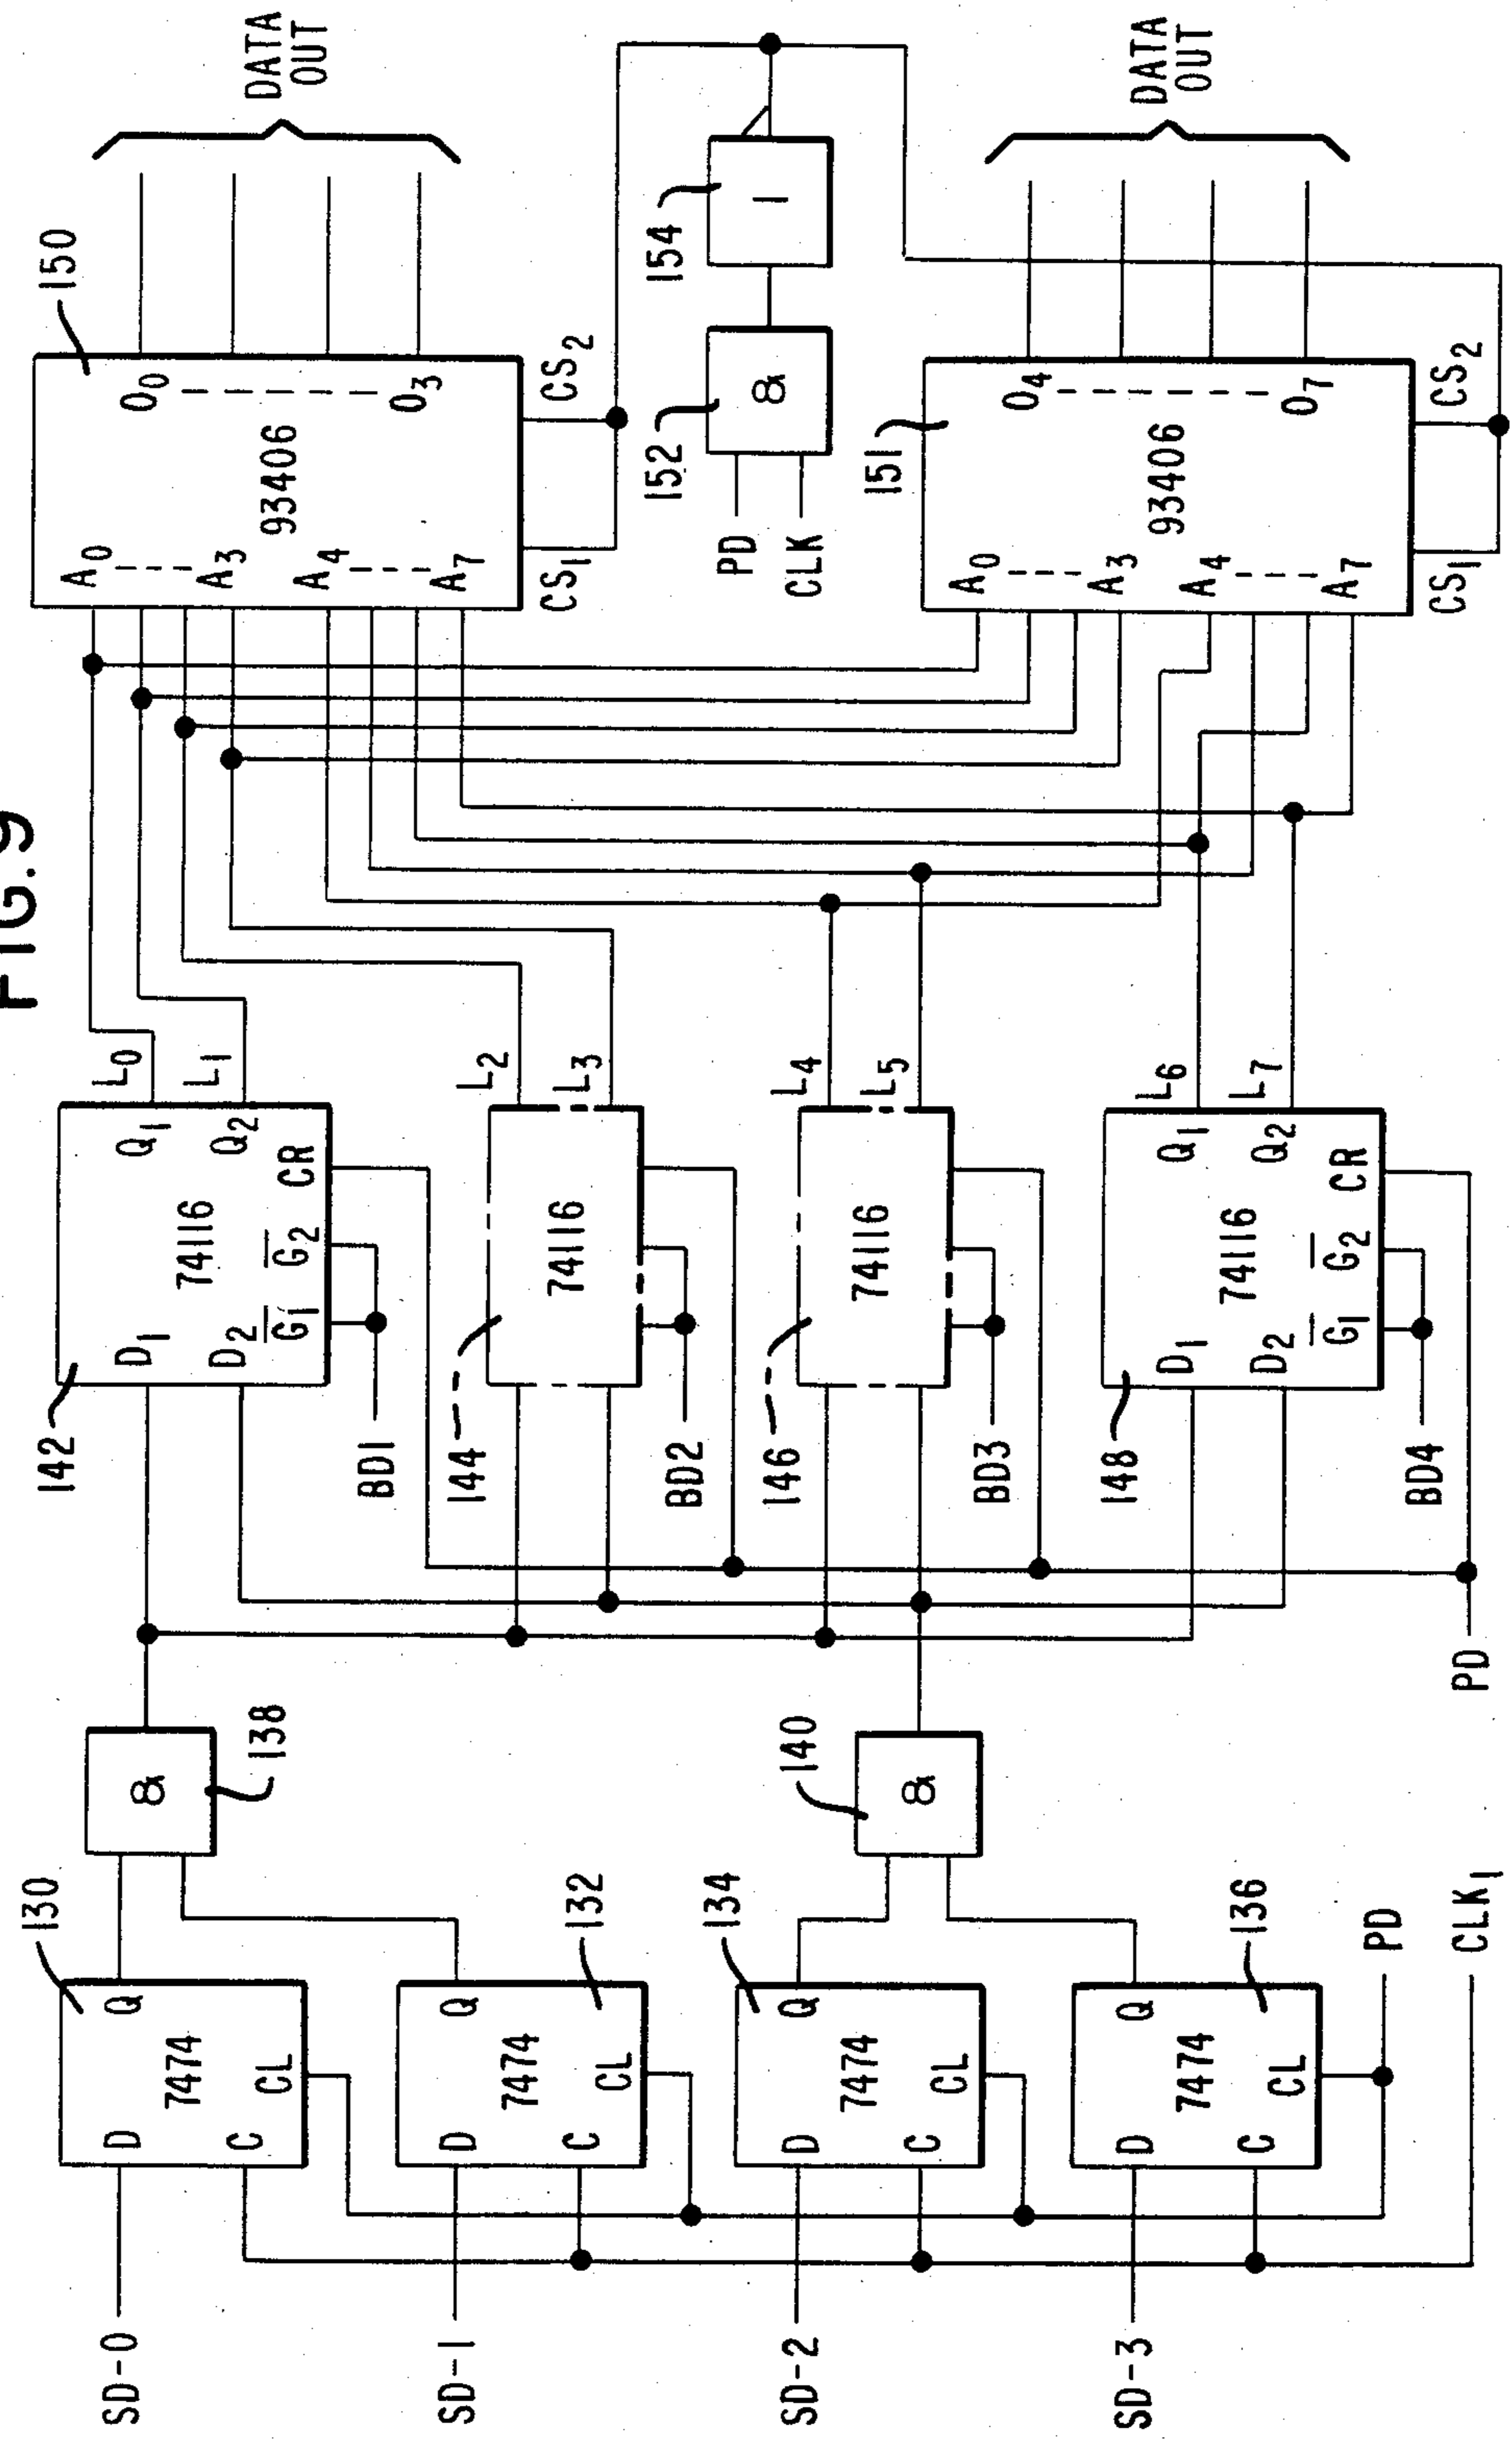 FIG. 9
SD-0
D
C
7474
Q
CL
130
SD-1
D
C
7474
Q
CL
132
SD-2
D
C
7474
Q
CL
134
SD-3
D
C
7474
Q
CL
136
PD
CLK1
&
138
&
140
142
D1
D2
74116
Q1
Q2
G1
G2
CR
BD1
L0
L1
144
74116
BD2
L2
L3
146
74116
BD3
L4
L5
148
D1
D2
74116
Q1
Q2
G1
G2
CR
BD4
L6
L7
PD
150
A0
A3
A4
A7
93406
O0
O3
CS1
CS2
DATA
OUT
PD
CLK
152
&
154
1
151
A0
A3
A4
A7
93406
O4
O7
CS1
CS2
DATA
OUT